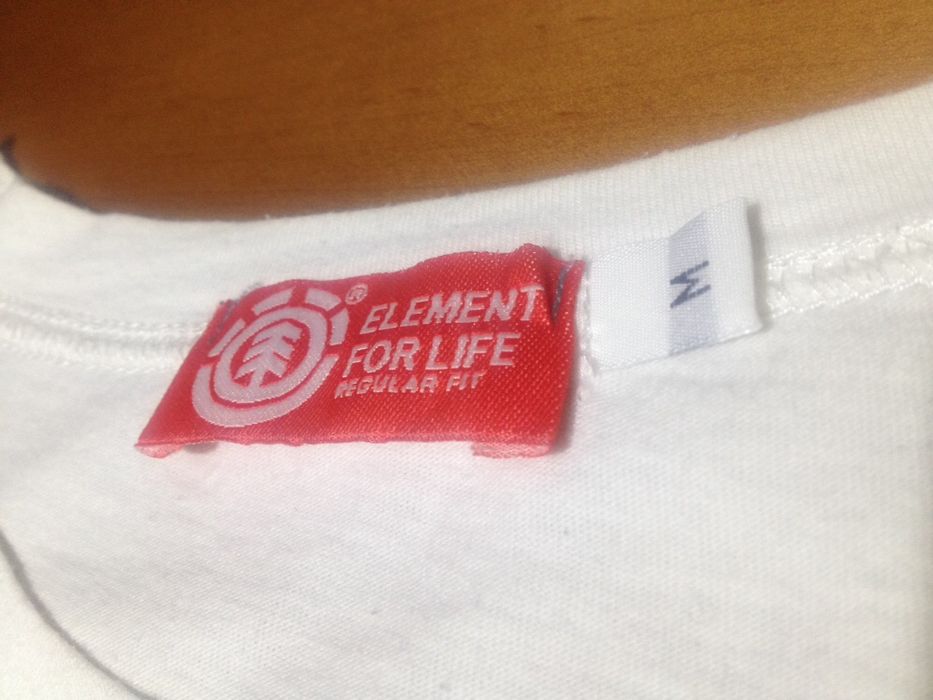 ®
ELEMENT
FOR LIFE
REGULAR FIT
M